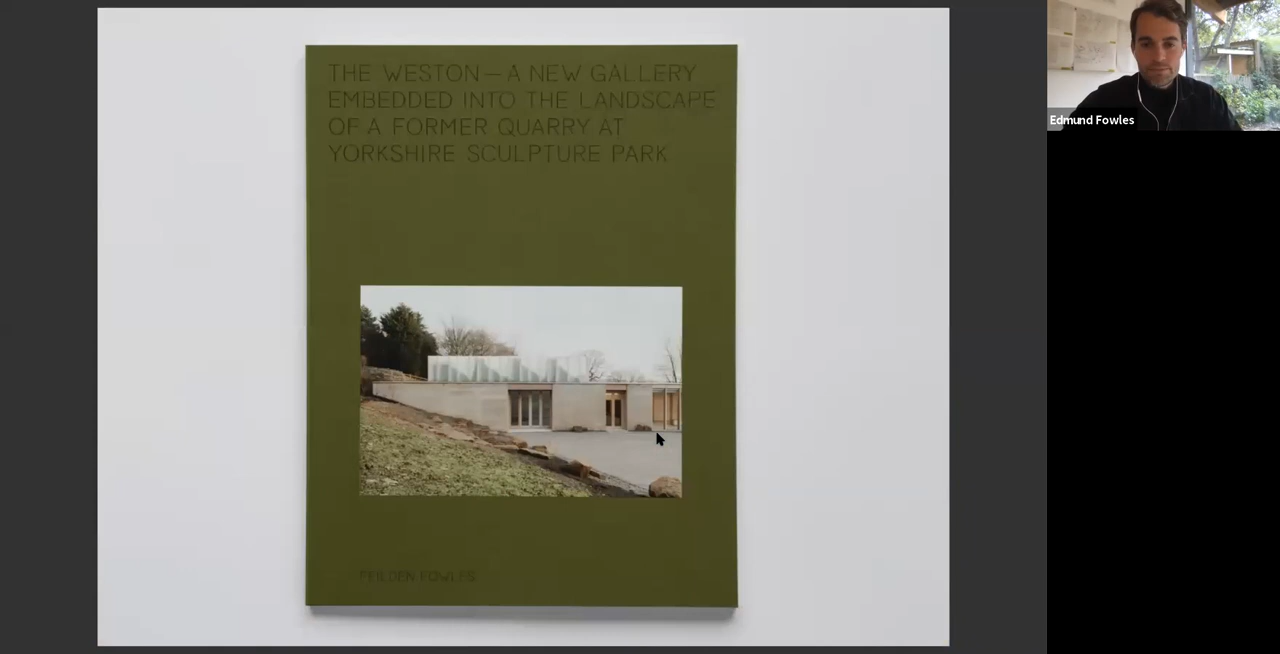 THE WESTON — A NEW GALLERY
EMBEDDED INTO THE LANDSCAPE
OF A FORMER QUARRY AT
YORKSHIRE SCULPTURE PARK
FEILDEN FOWLES
Edmund Fowles